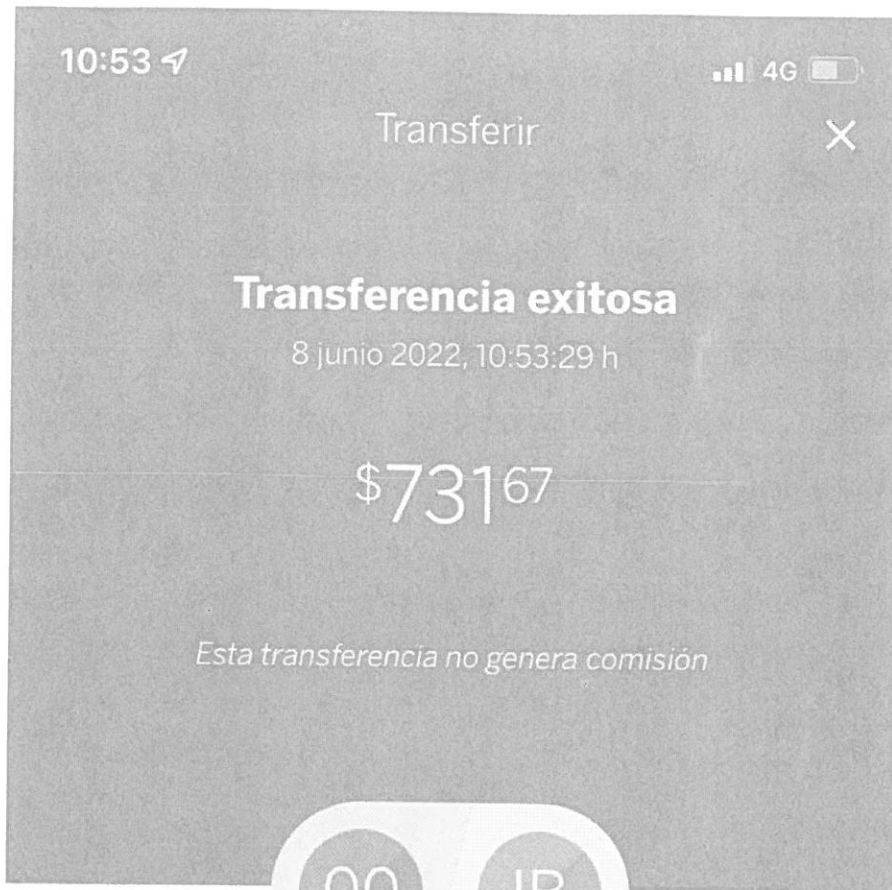 10:53 4G
Transferir
Transferencia exitosa
8 junio 2022, 10:53:29 h
$73167
Esta transferencia no genera comisión